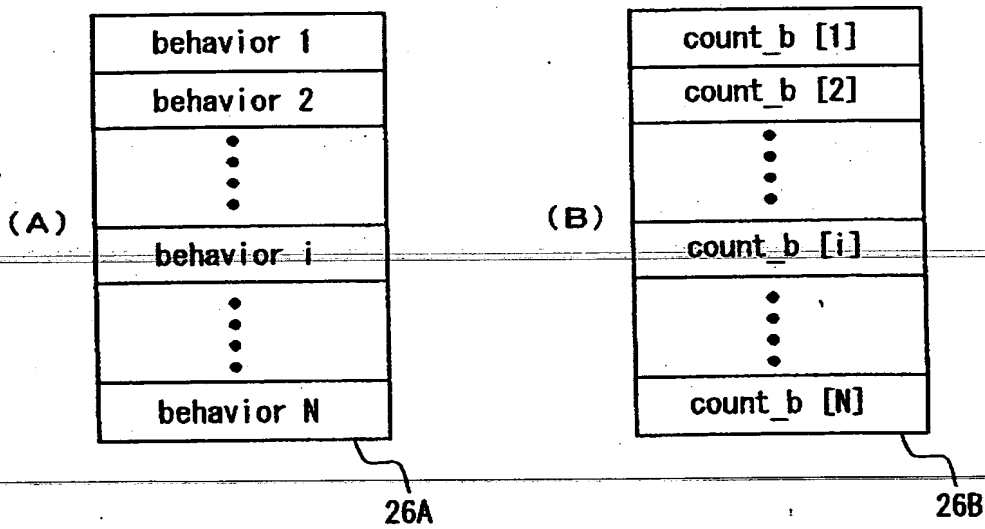 (A)
behavior 1
behavior 2
behavior i
behavior N
26A
(B)
count_b [1]
count_b [2]
count_b [i]
count_b [N]
26B